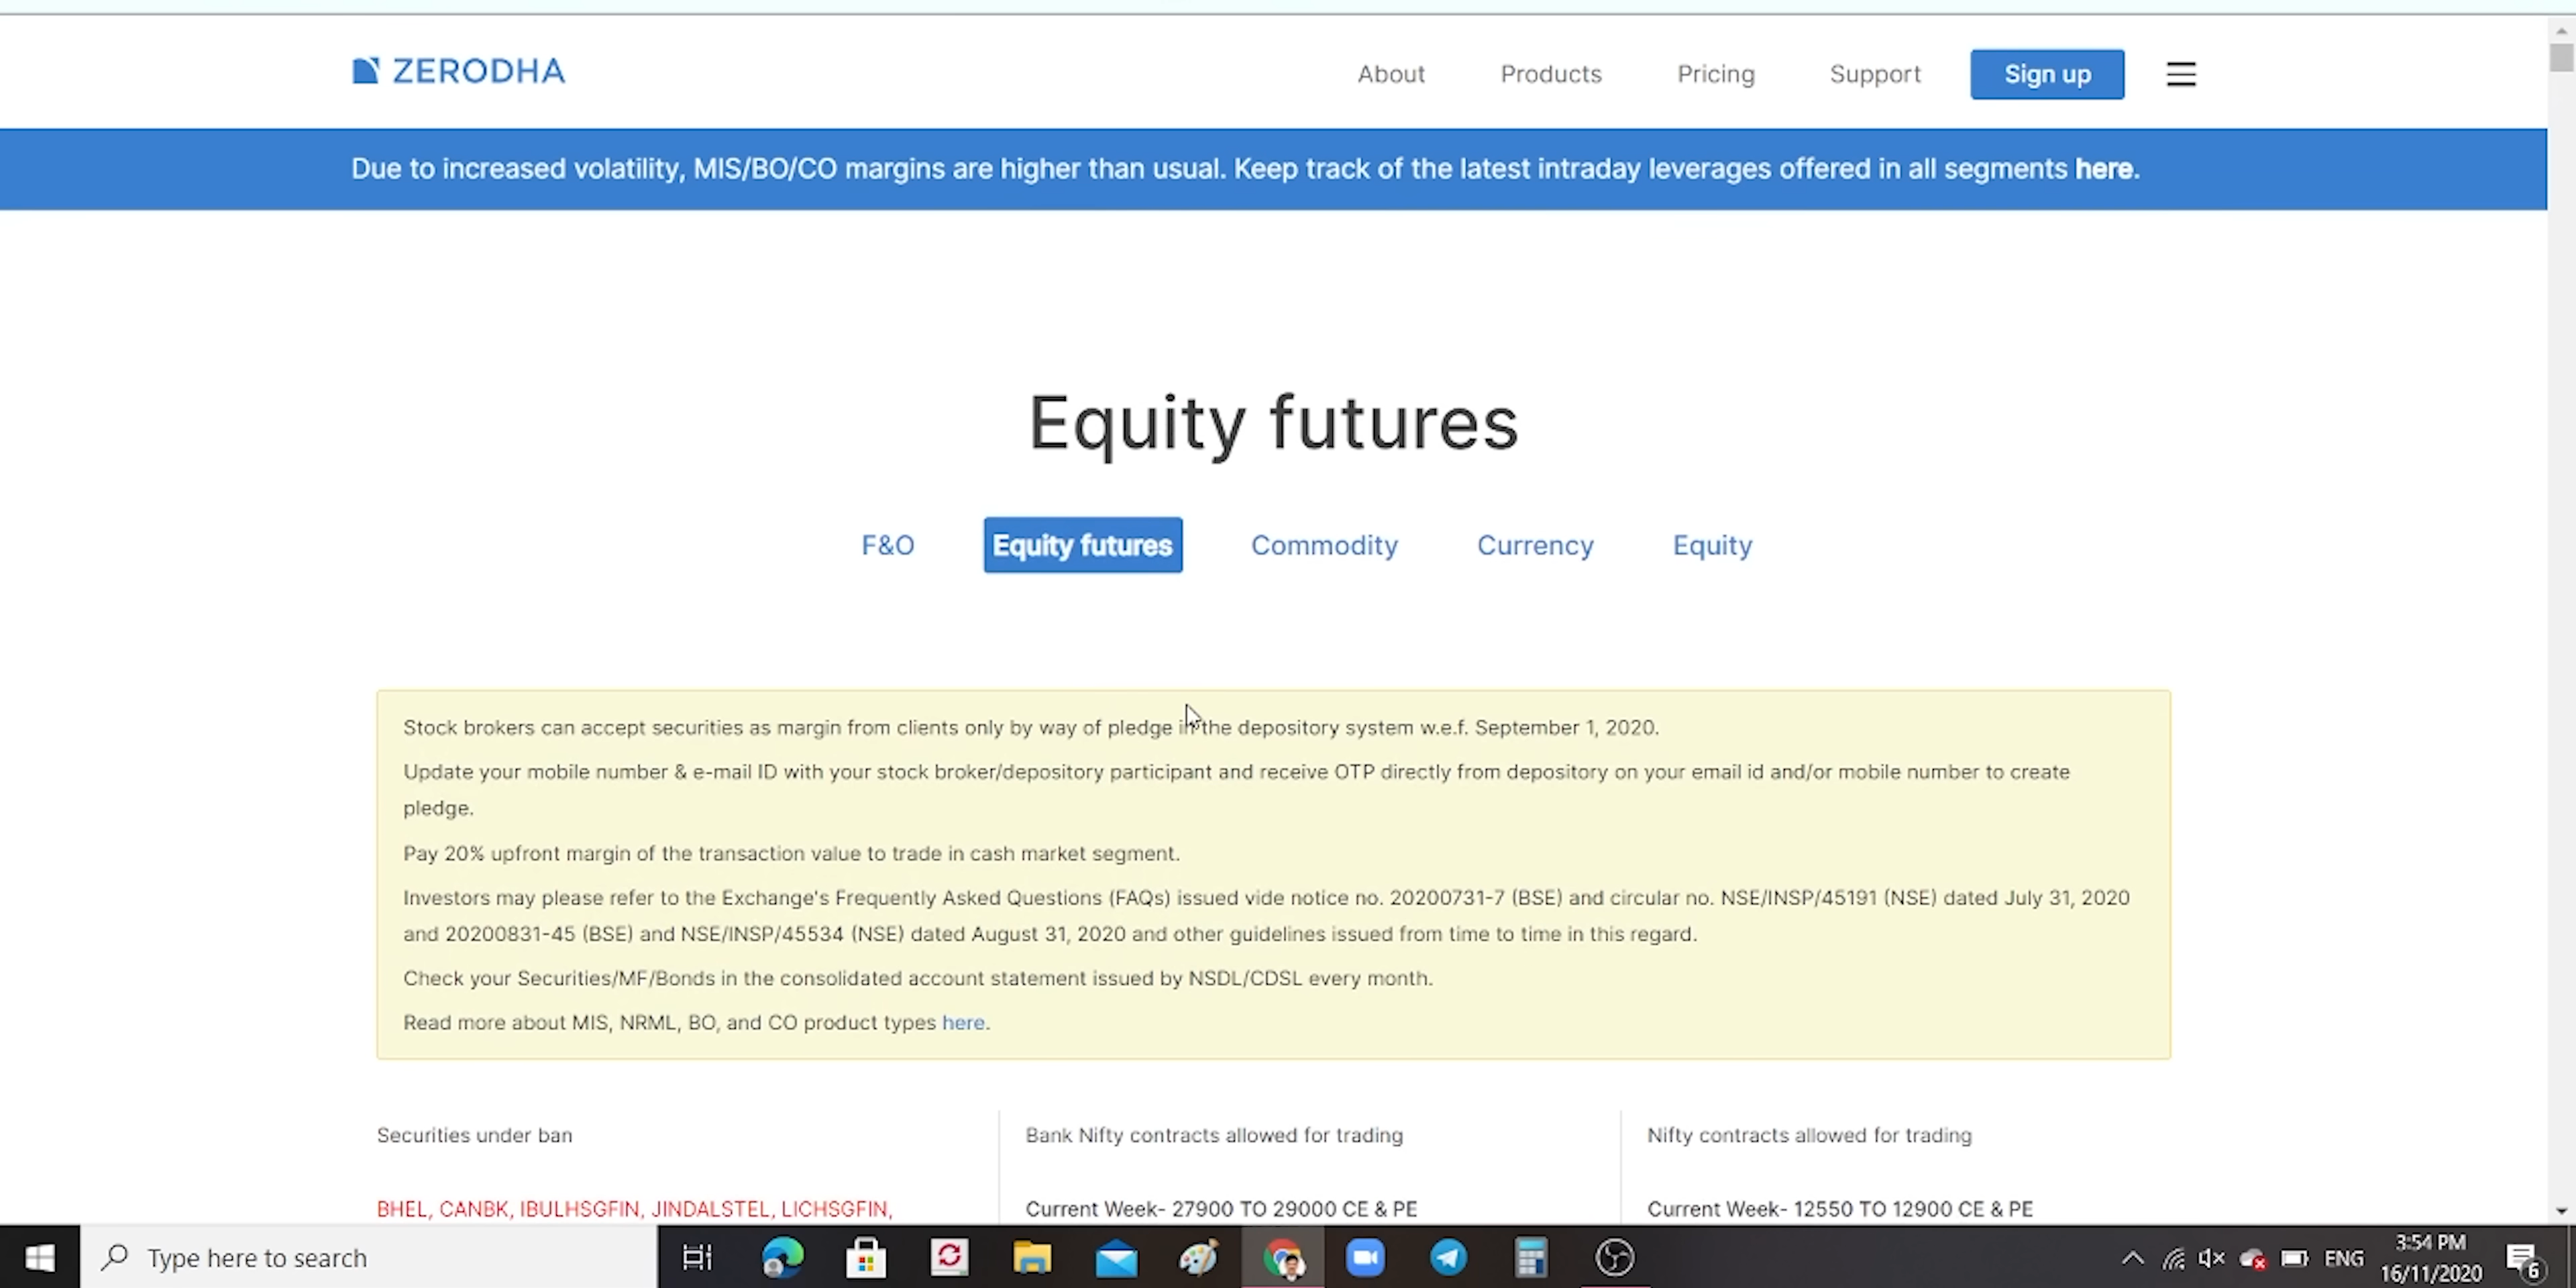 ZERODHA
About Products Pricing Support Sign up
Due to increased volatility, MIS/BO/CO margins are higher than usual. Keep track of the latest intraday leverages offered in all segments here.
Equity futures
F&O Equity futures Commodity Currency Equity
Stock brokers can accept securities as margin from clients only by way of pledge in the depository system w.e.f. September 1, 2020.
Update your mobile number & e-mail ID with your stock broker/depository participant and receive OTP directly from depository on your email id and/or mobile number to create
pledge.
Pay 20% upfront margin of the transaction value to trade in cash market segment.
Investors may please refer to the Exchange's Frequently Asked Questions (FAQs) issued vide notice no. 20200731-7 (BSE) and circular no. NSE/INSP/45191 (NSE) dated July 31, 2020
and 20200831-45 (BSE) and NSE/INSP/45534 (NSE) dated August 31, 2020 and other guidelines issued from time to time in this regard.
Check your Securities/MF/Bonds in the consolidated account statement issued by NSDL/CDSL every month.
Read more about MIS, NRML, BO, and CO product types here.
Securities under ban
BHEL, CANBK, IBULHSGFIN, JINDALSTEL, LICHSGFIN,
Bank Nifty contracts allowed for trading
Current Week- 27900 TO 29000 CE & PE
Nifty contracts allowed for trading
Current Week- 12550 TO 12900 CE & PE
Type here to search
ENG
3:54 PM
16/11/2020
6